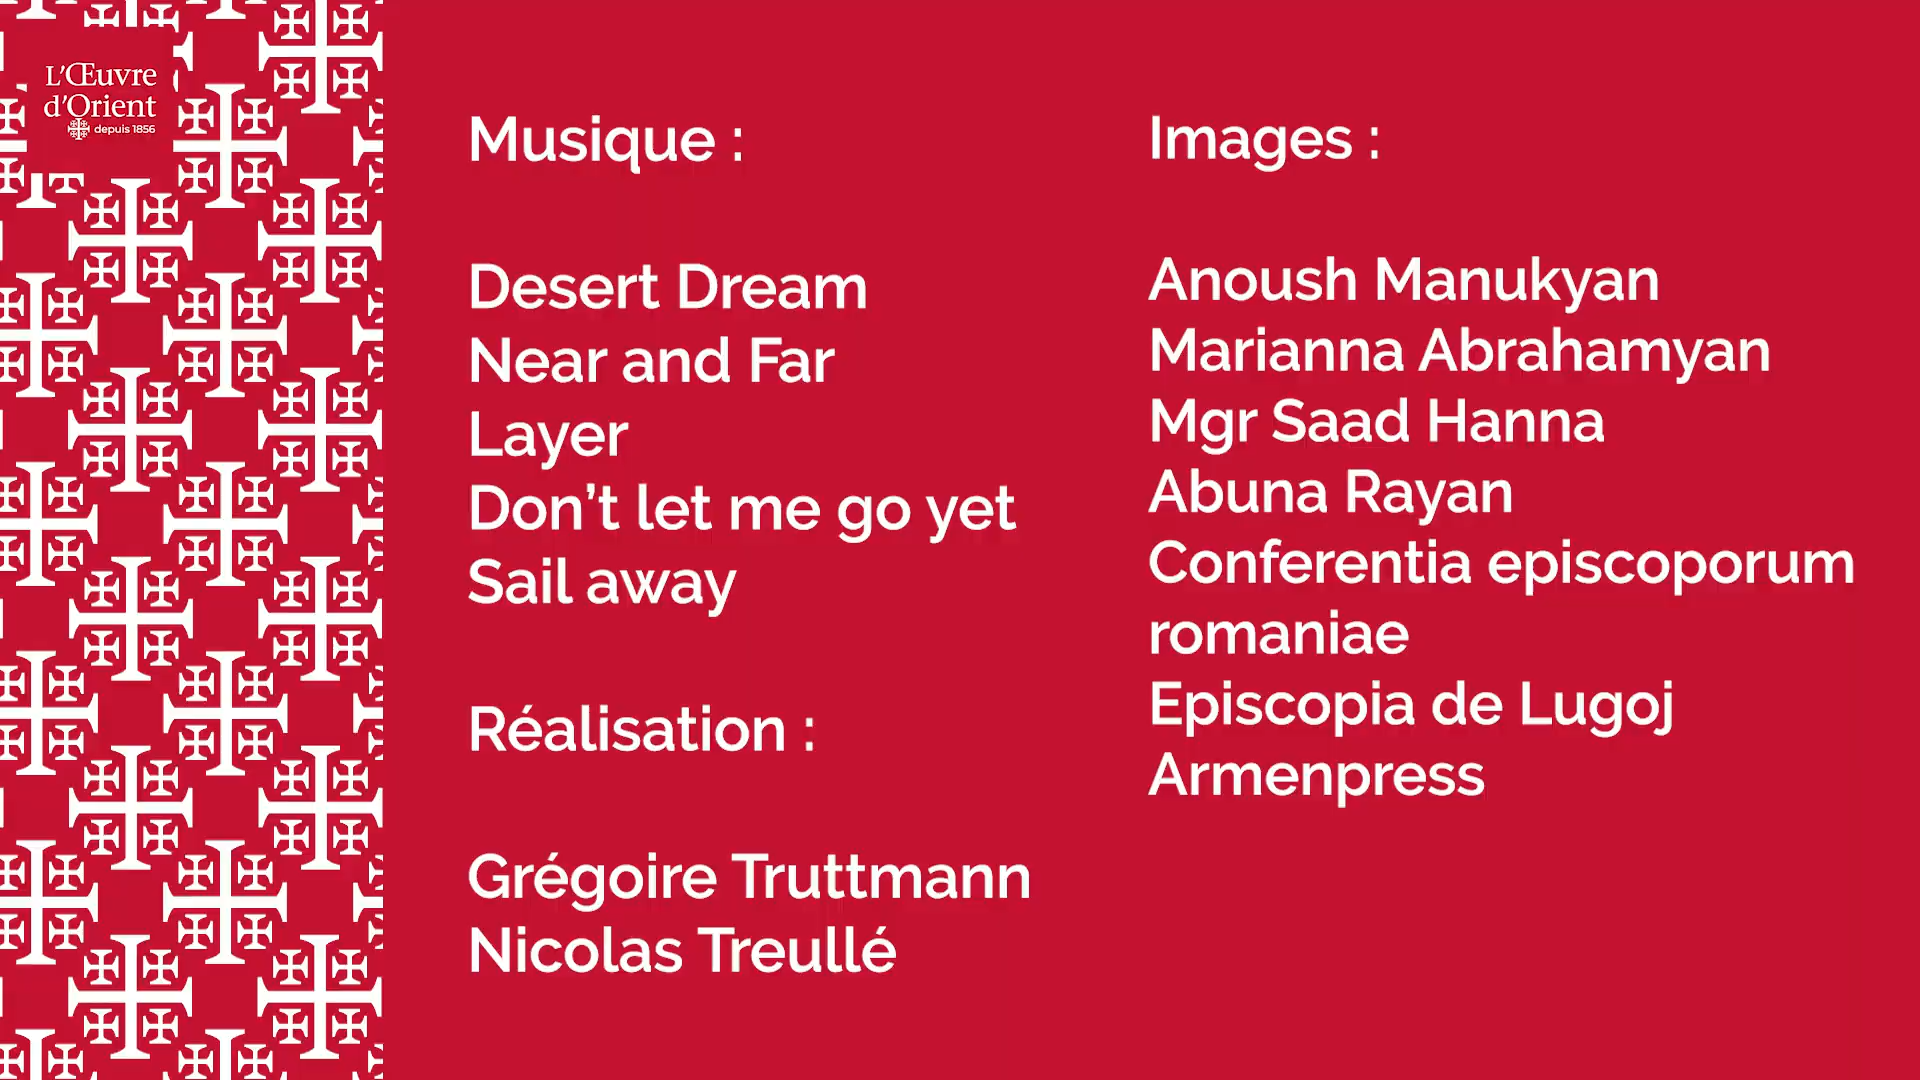 L'Œuvre
d'Orient
depuis 1856
Musique :
Desert Dream
Near and Far
Layer
Don’t let me go yet
Sail away
Réalisation :
Grégoire Truttmann
Nicolas Treullé
Images :
Anoush Manukyan
Marianna Abrahamyan
Mgr Saad Hanna
Abuna Rayan
Conferentia episcoporum
romaniae
Episcopia de Lugoj
Armenpress